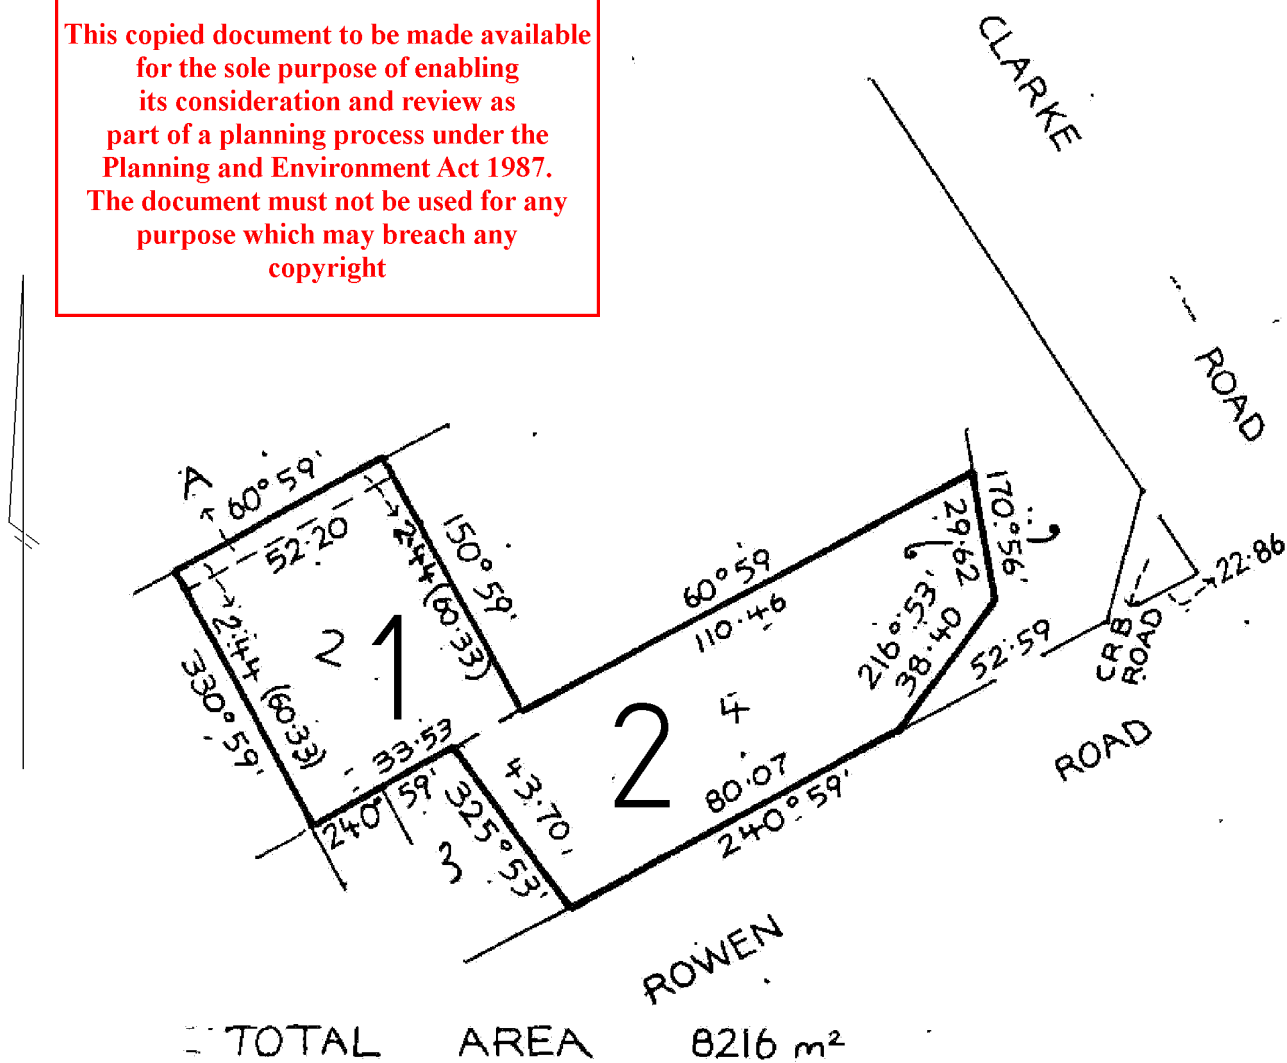 This copied document to be made available
for the sole purpose of enabling
its consideration and review as
part of a planning process under the
Planning and Environment Act 1987.
The document must not be used for any
purpose which may breach any
copyright
CLARKE
ROAD
A
60°59'
52·20
2·44 (60·33)
150°59'
2·44 (60·33)
330°59'
2
1
33·53
240° 59'
3
325°53'
43·70
60°59
110·46
29·62
170°56'
216°53'
38·40
52·59
22·86
C R B
ROAD
4
2
80·07
240°59'
ROWEN
ROAD
TOTAL AREA 8216 m²